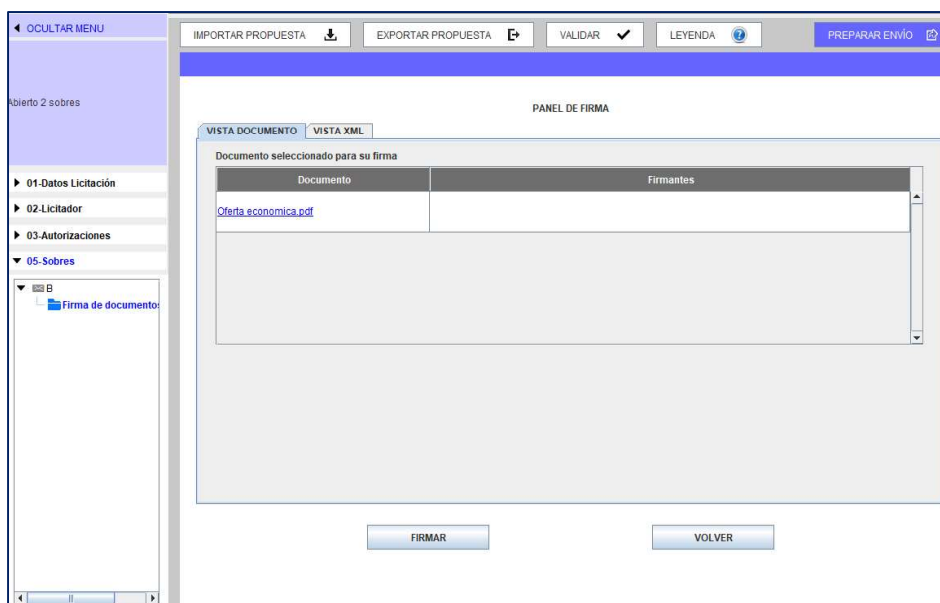 OCULTAR MENU
Abierto 2 sobres
01-Datos Licitación
02-Licitador
03-Autorizaciones
05-Sobres
B
Firma de documentos
IMPORTAR PROPUESTA
EXPORTAR PROPUESTA
VALIDAR
LEYENDA
PREPARAR ENVÍO
PANEL DE FIRMA
VISTA DOCUMENTO VISTA XML
Documento seleccionado para su firma
Documento Firmantes
Oferta economica.pdf
FIRMAR VOLVER